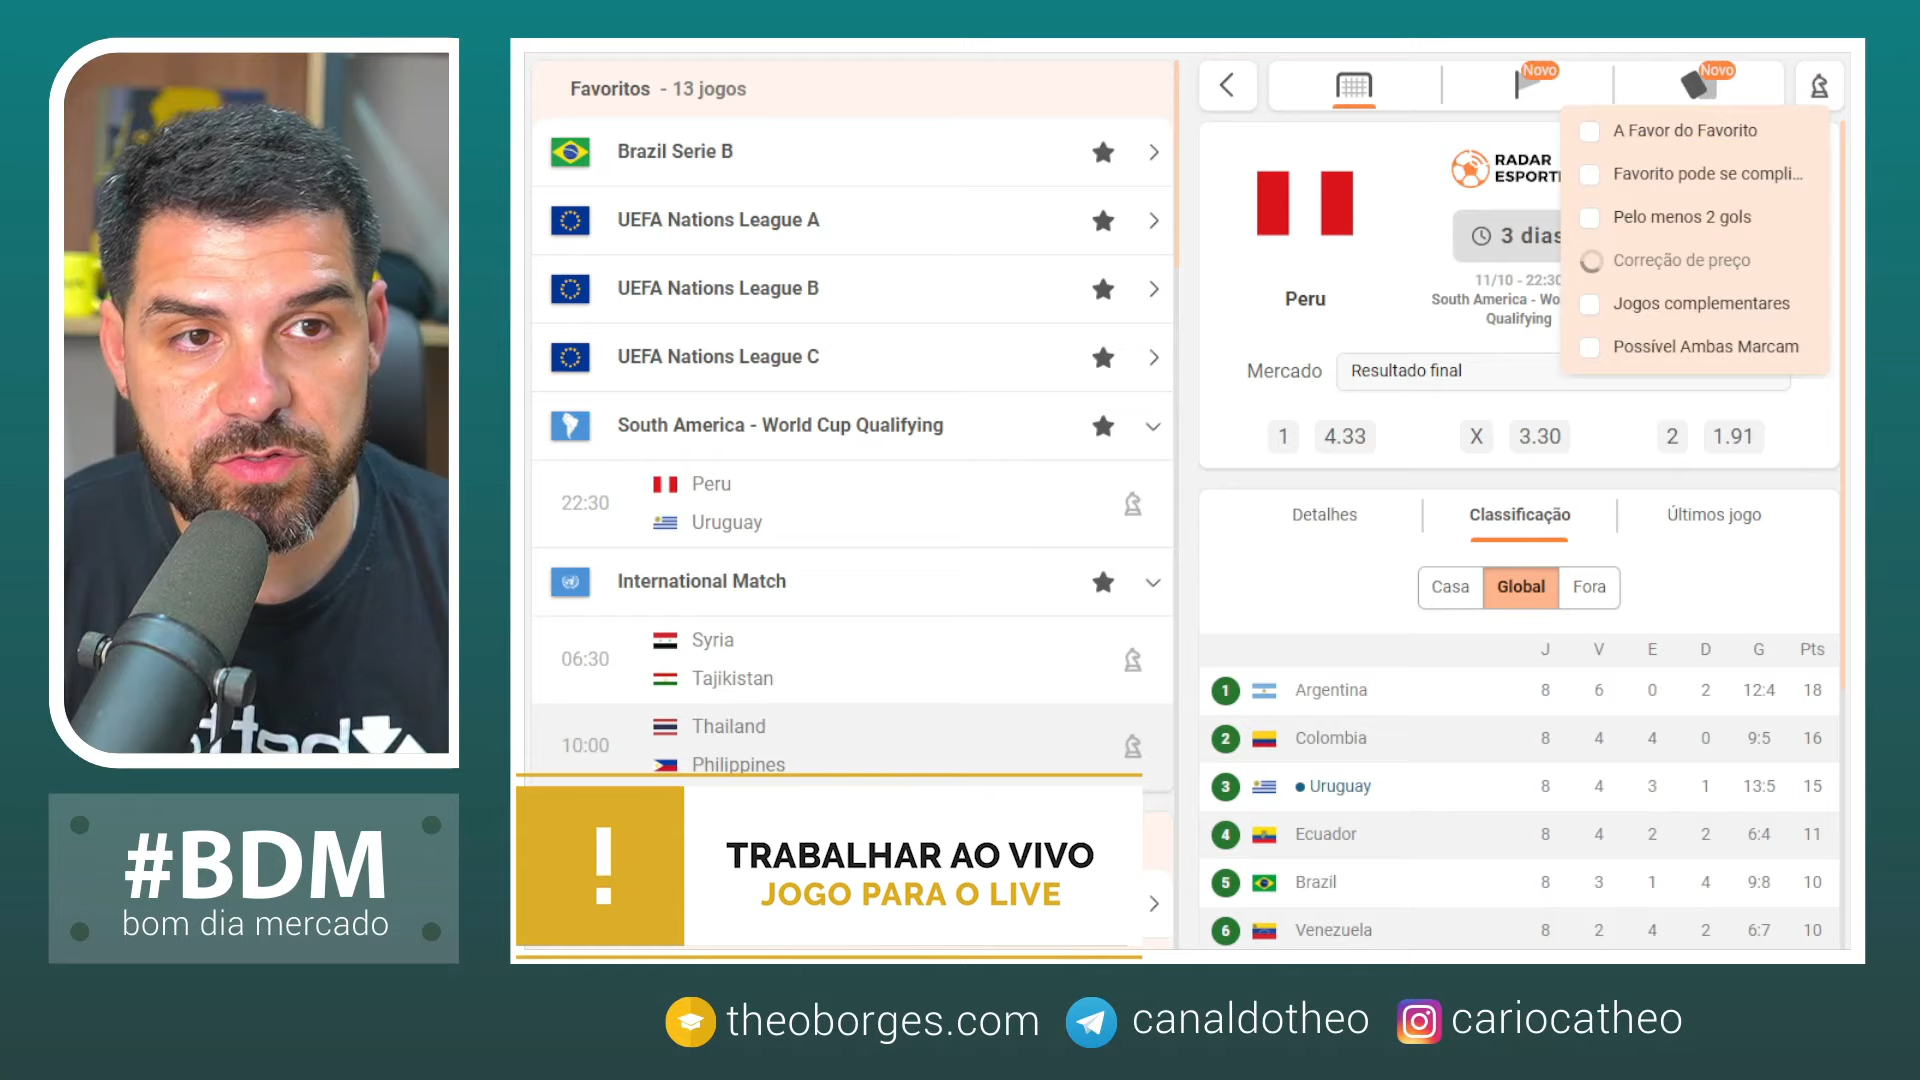 #BDM
bom dia mercado
Favoritos - 13 jogos
Brazil Serie B
UEFA Nations League A
UEFA Nations League B
UEFA Nations League C
South America - World Cup Qualifying
22:30
Peru
Uruguay
International Match
06:30
Syria
Tajikistan
10:00
Thailand
Philippines
!
TRABALHAR AO VIVO
JOGO PARA O LIVE
Novo
Novo
RADAR
ESPORTI
3 dias
11/10 - 22:30
South America - Wo
Qualifying
Peru
A Favor do Favorito
Favorito pode se compli...
Pelo menos 2 gols
Correção de preço
Jogos complementares
Possível Ambas Marcam
Mercado Resultado final
1 4.33 X 3.30 2 1.91
Detalhes Classificação Últimos jogo
Casa Global Fora
J V E D G Pts
1 Argentina 8 6 0 2 12:4 18
2 Colombia 8 4 4 0 9:5 16
3 Uruguay 8 4 3 1 13:5 15
4 Ecuador 8 4 2 2 6:4 11
5 Brazil 8 3 1 4 9:8 10
6 Venezuela 8 2 4 2 6:7 10
theoborges.com canaldotheo cariocatheo